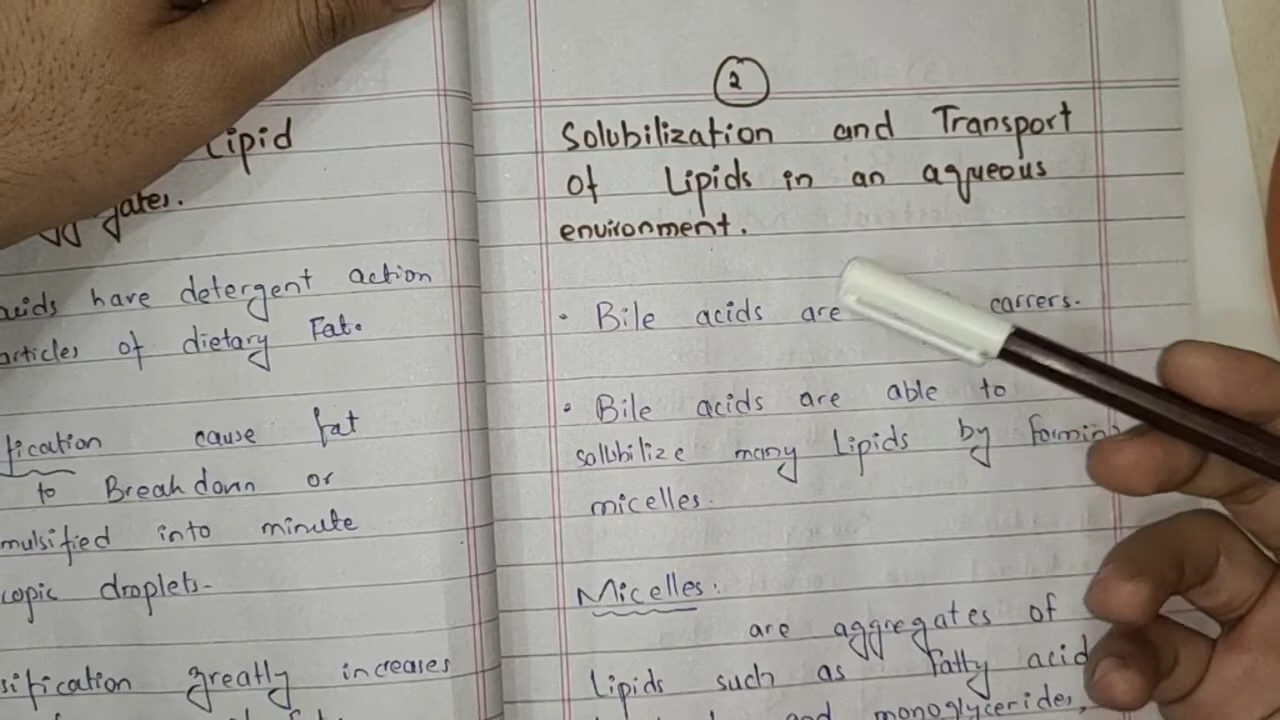 Lipid
gates.
acids have detergent action
articles of dietary Fat.
fication cause fat
to Breakdown or
mulsified into minute
copic droplets.
sification greatly increases
2
Solubilization and Transport
of Lipids in an aqueous
environment.
• Bile acids are carrers.
• Bile acids are able to
solubilize many Lipids by Forming
micelles.
Micelles:
are aggregates of
Lipids such as Fatty acid
and monoglycerides,